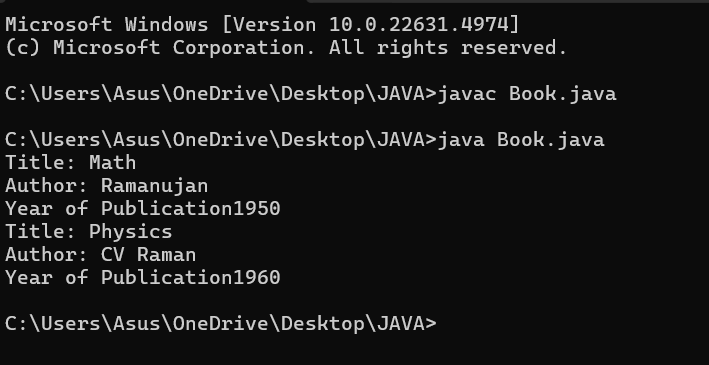 Microsoft Windows [Version 10.0.22631.4974]
(c) Microsoft Corporation. All rights reserved.
C:\Users\Asus\OneDrive\Desktop\JAVA>javac Book.java
C:\Users\Asus\OneDrive\Desktop\JAVA>java Book.java
Title: Math
Author: Ramanujan
Year of Publication1950
Title: Physics
Author: CV Raman
Year of Publication1960
C:\Users\Asus\OneDrive\Desktop\JAVA>